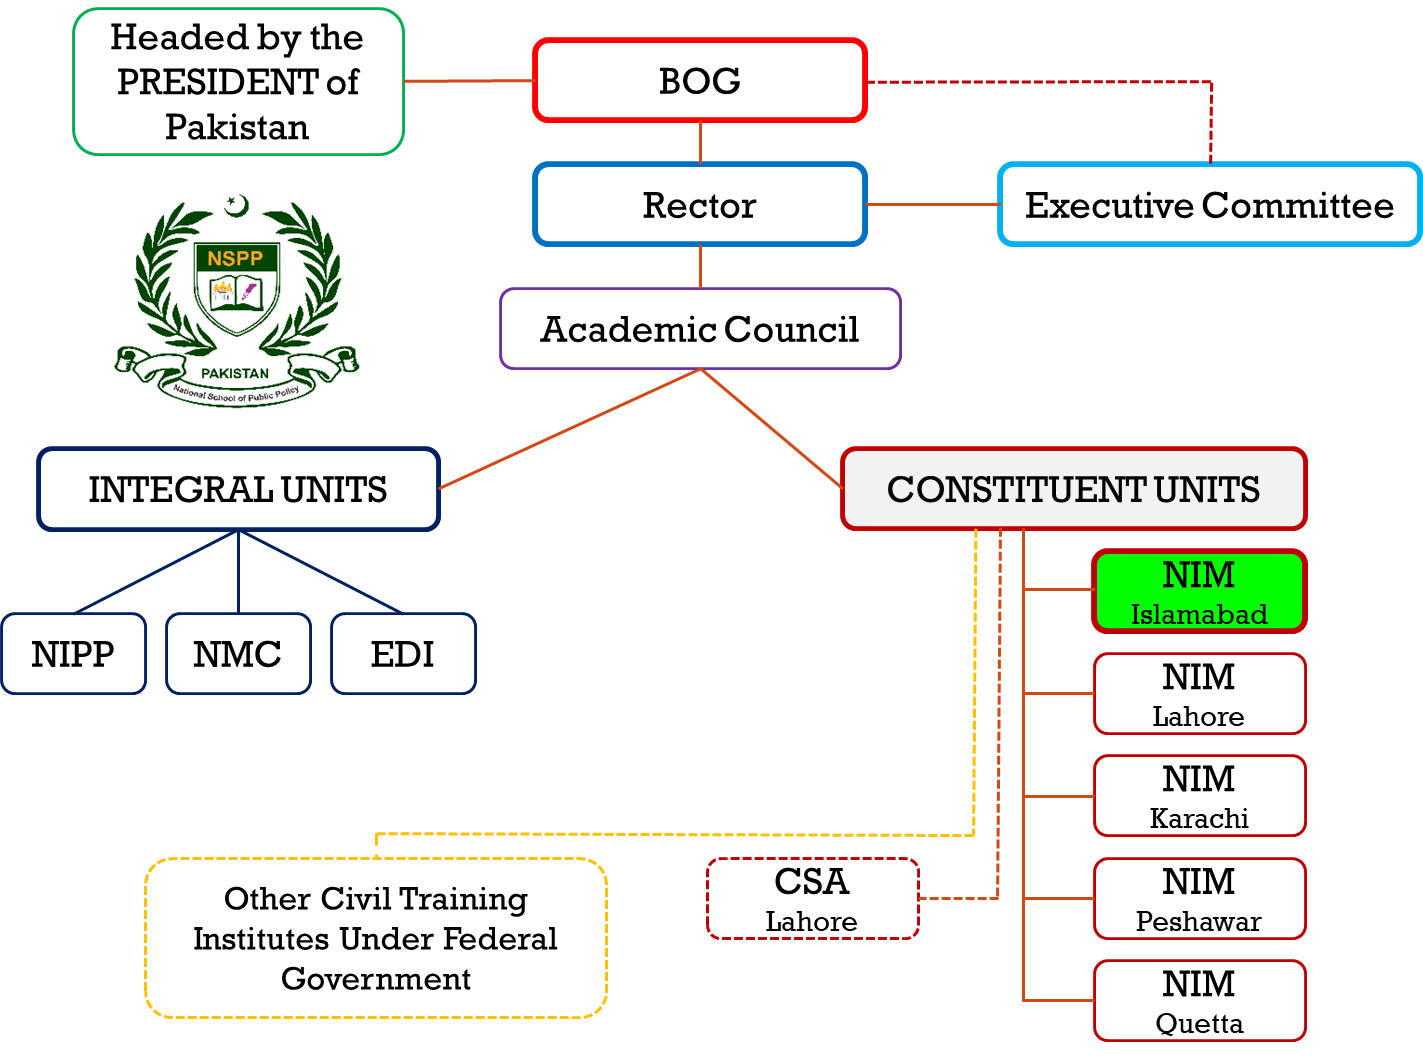 Headed by the
PRESIDENT of
Pakistan
BOG
Rector
Executive Committee
NSPP
PAKISTAN
National School of Public Policy
Academic Council
INTEGRAL UNITS
CONSTITUENT UNITS
NIPP
NMC
EDI
NIM
Islamabad
NIM
Lahore
NIM
Karachi
Other Civil Training
Institutes Under Federal
Government
CSA
Lahore
NIM
Peshawar
NIM
Quetta